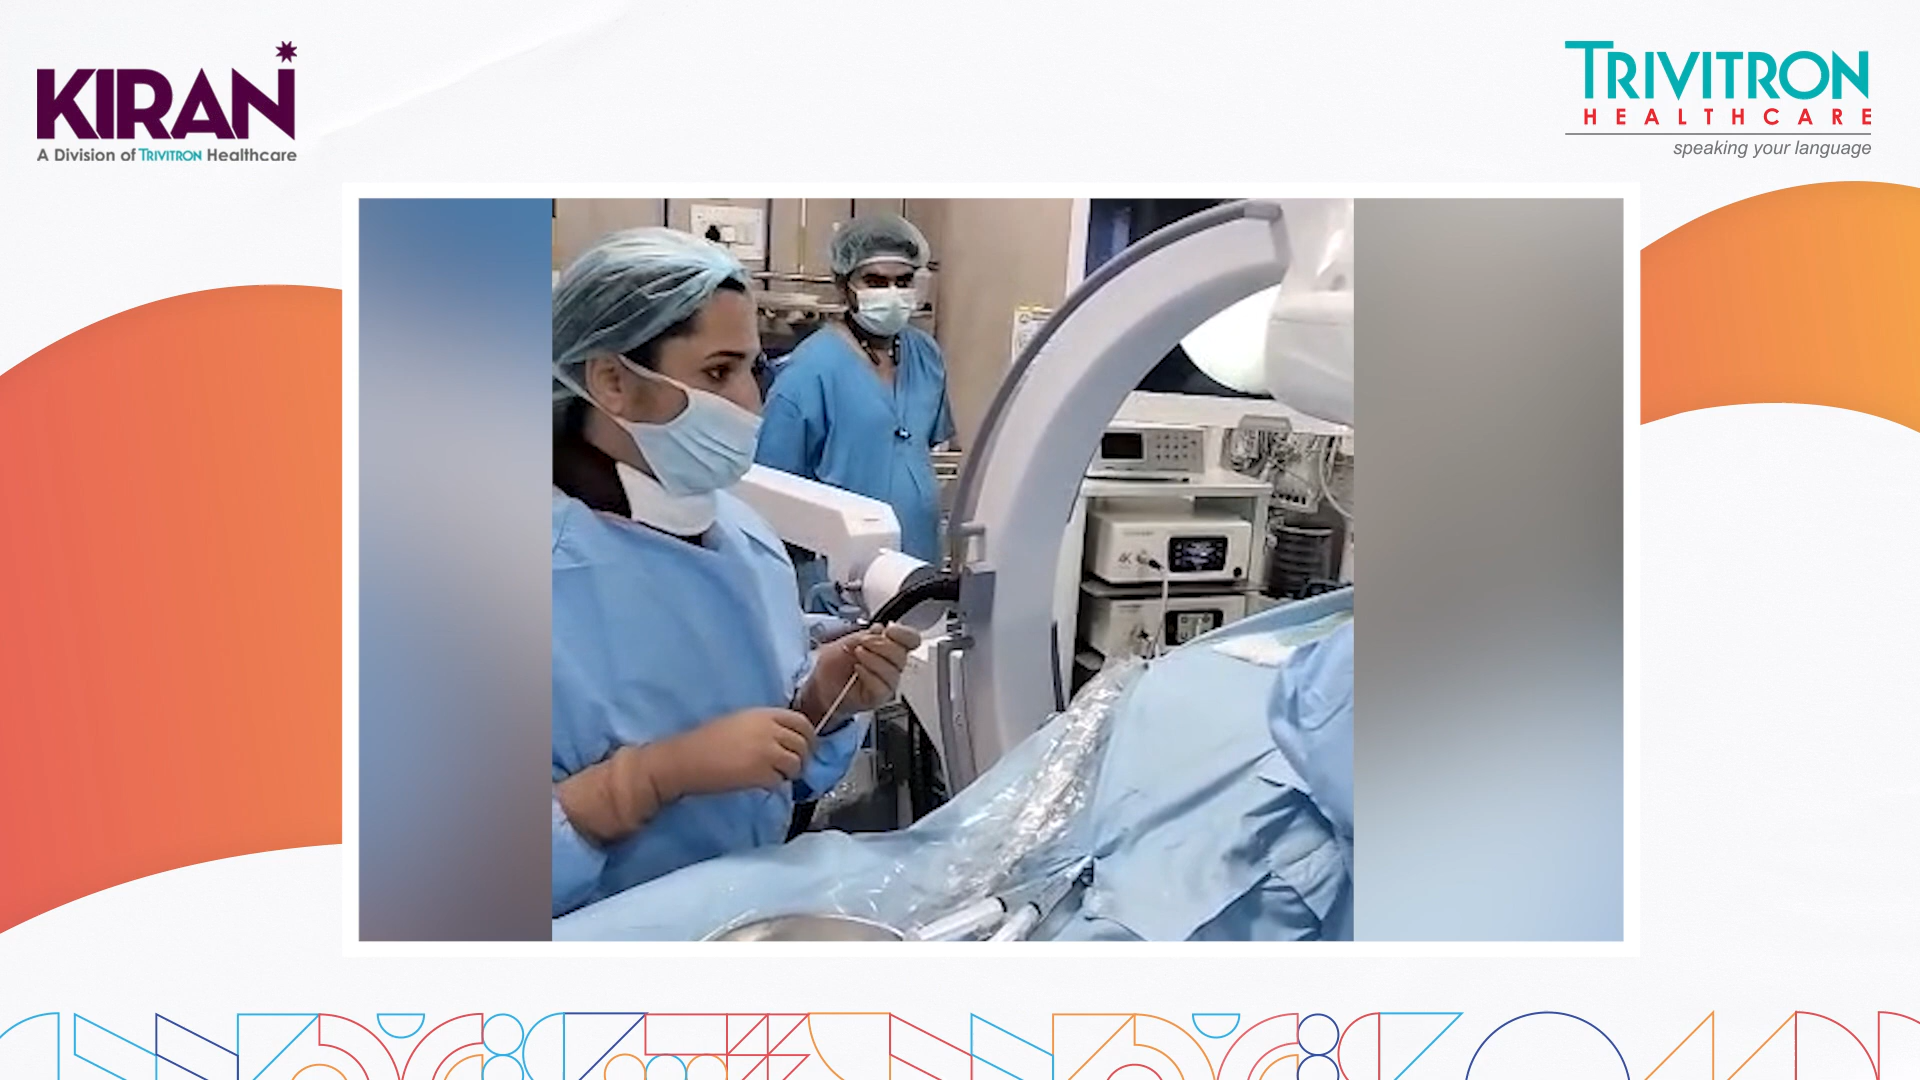 KIRAN
A Division of TRIVITRON Healthcare
TRIVITRON
HEALTHCARE
speaking your language
4K